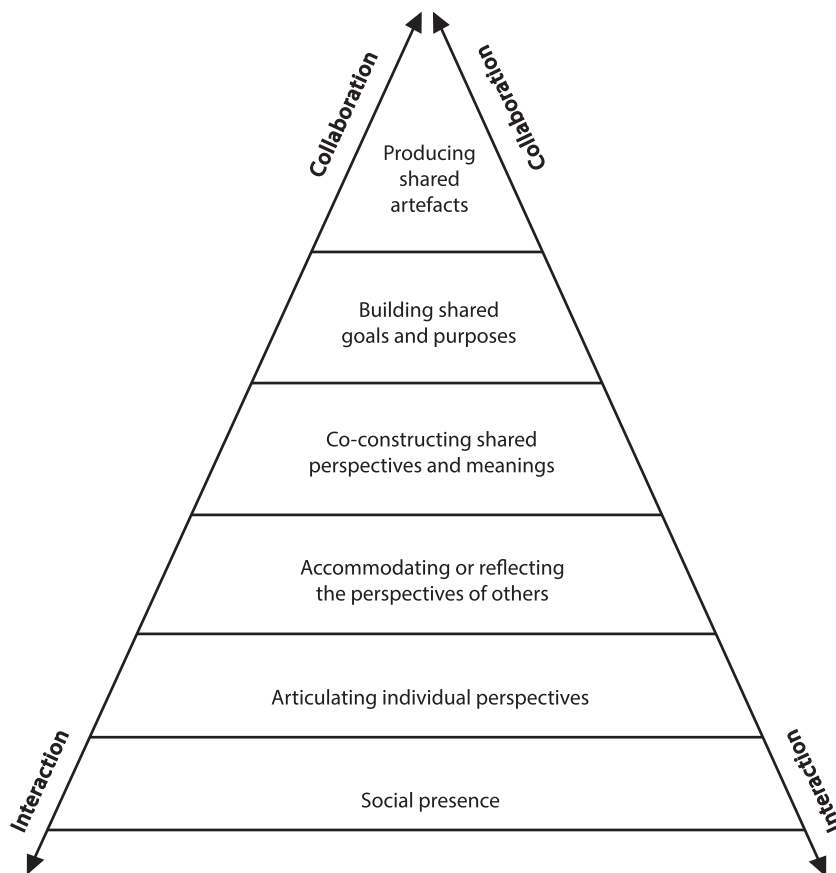 Collaboration
Collaboration
Producing
shared
artefacts
Building shared
goals and purposes
Co-constructing shared
perspectives and meanings
Accommodating or reflecting
the perspectives of others
Articulating individual perspectives
Interaction
Interaction
Social presence